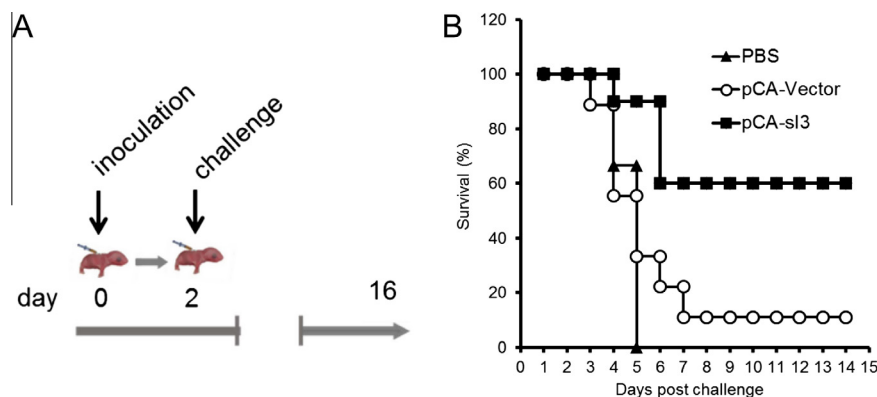 A
inoculation
challenge
day 0 2 16
B
120
100
80
60
40
20
0
Survival (%)
0 1 2 3 4 5 6 7 8 9 10 11 12 13 14 15
Days post challenge
PBS
pCA-Vector
pCA-sI3